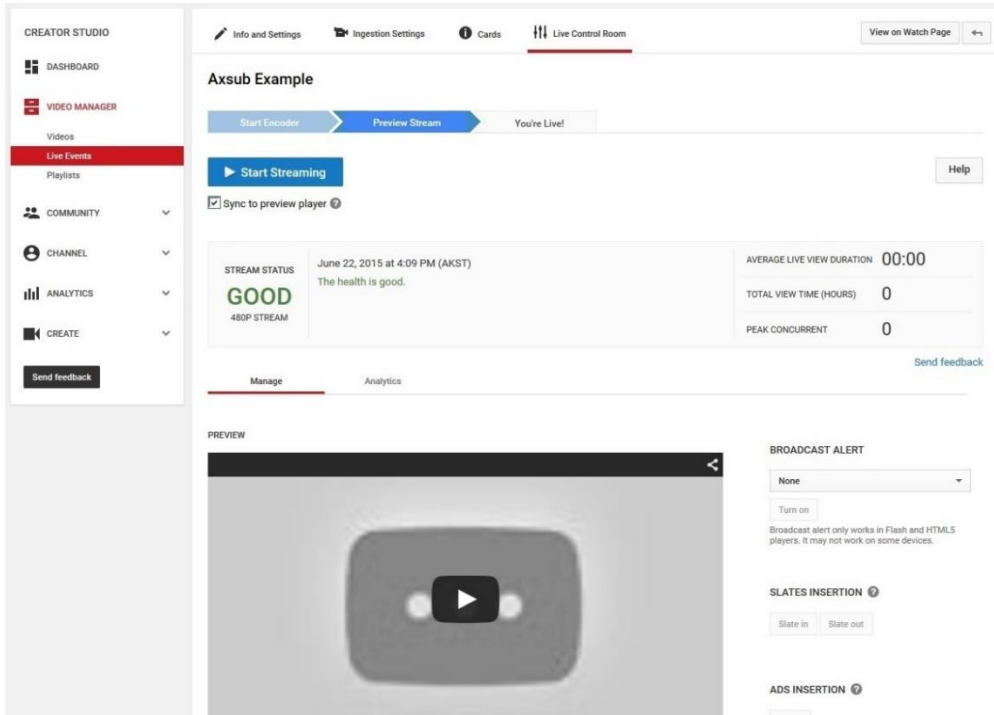 CREATOR STUDIO
DASHBOARD
VIDEO MANAGER
Videos
Live Events
Playlists
COMMUNITY
CHANNEL
ANALYTICS
CREATE
Send feedback
Info and Settings
Ingestion Settings
Cards
Live Control Room
View on Watch Page
Axsub Example
Start Encoder
Preview Stream
You're Live!
Start Streaming
Help
Sync to preview player
STREAM STATUS
GOOD
480P STREAM
June 22, 2015 at 4:09 PM (AKST)
The health is good.
AVERAGE LIVE VIEW DURATION 00:00
TOTAL VIEW TIME (HOURS) 0
PEAK CONCURRENT 0
Send feedback
Manage
Analytics
PREVIEW
BROADCAST ALERT
None
Turn on
Broadcast alert only works in Flash and HTML5
players. It may not work on some devices.
SLATES INSERTION
Slate in
Slate out
ADS INSERTION